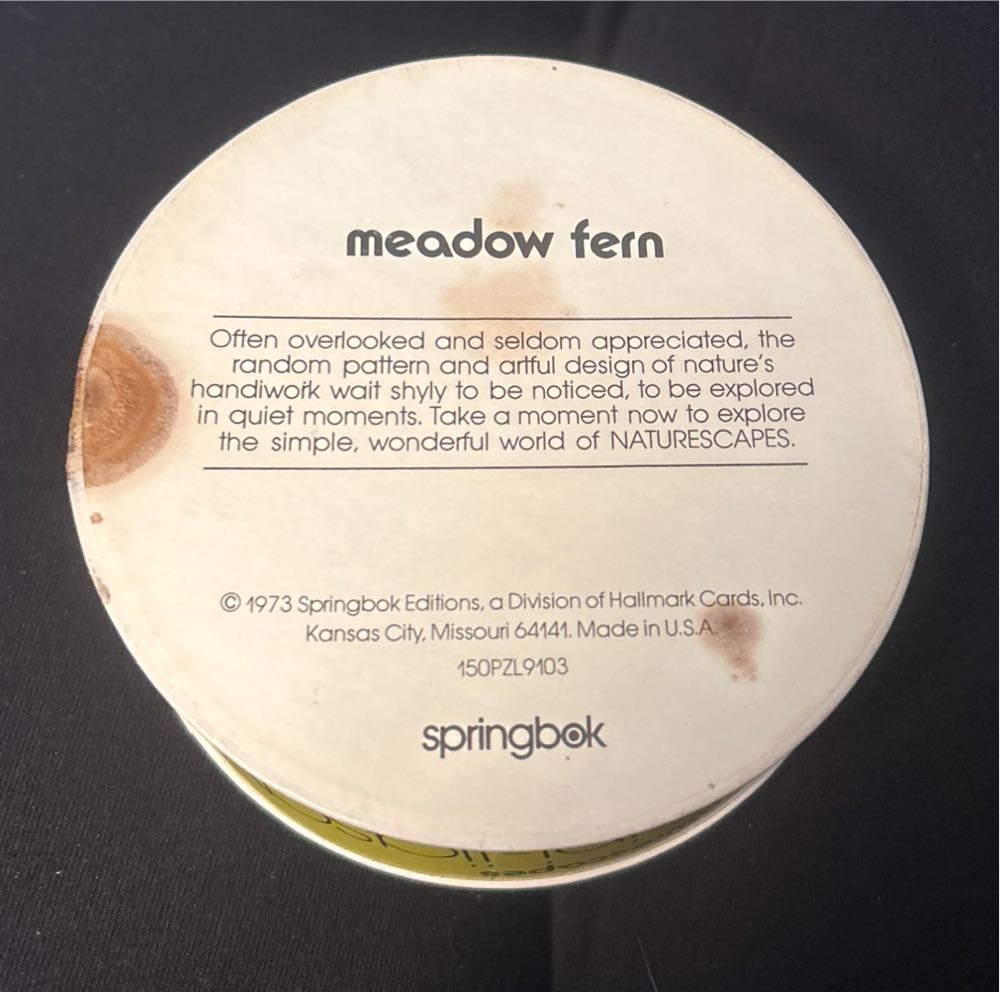 meadow fern
Often overlooked and seldom appreciated, the
random pattern and artful design of nature's
handiwork wait shyly to be noticed, to be explored
in quiet moments. Take a moment now to explore
the simple, wonderful world of NATURESCAPES.
© 1973 Springbok Editions, a Division of Hallmark Cards, Inc.
Kansas City, Missouri 64141. Made in U.S.A.
150PZL9103
springbok